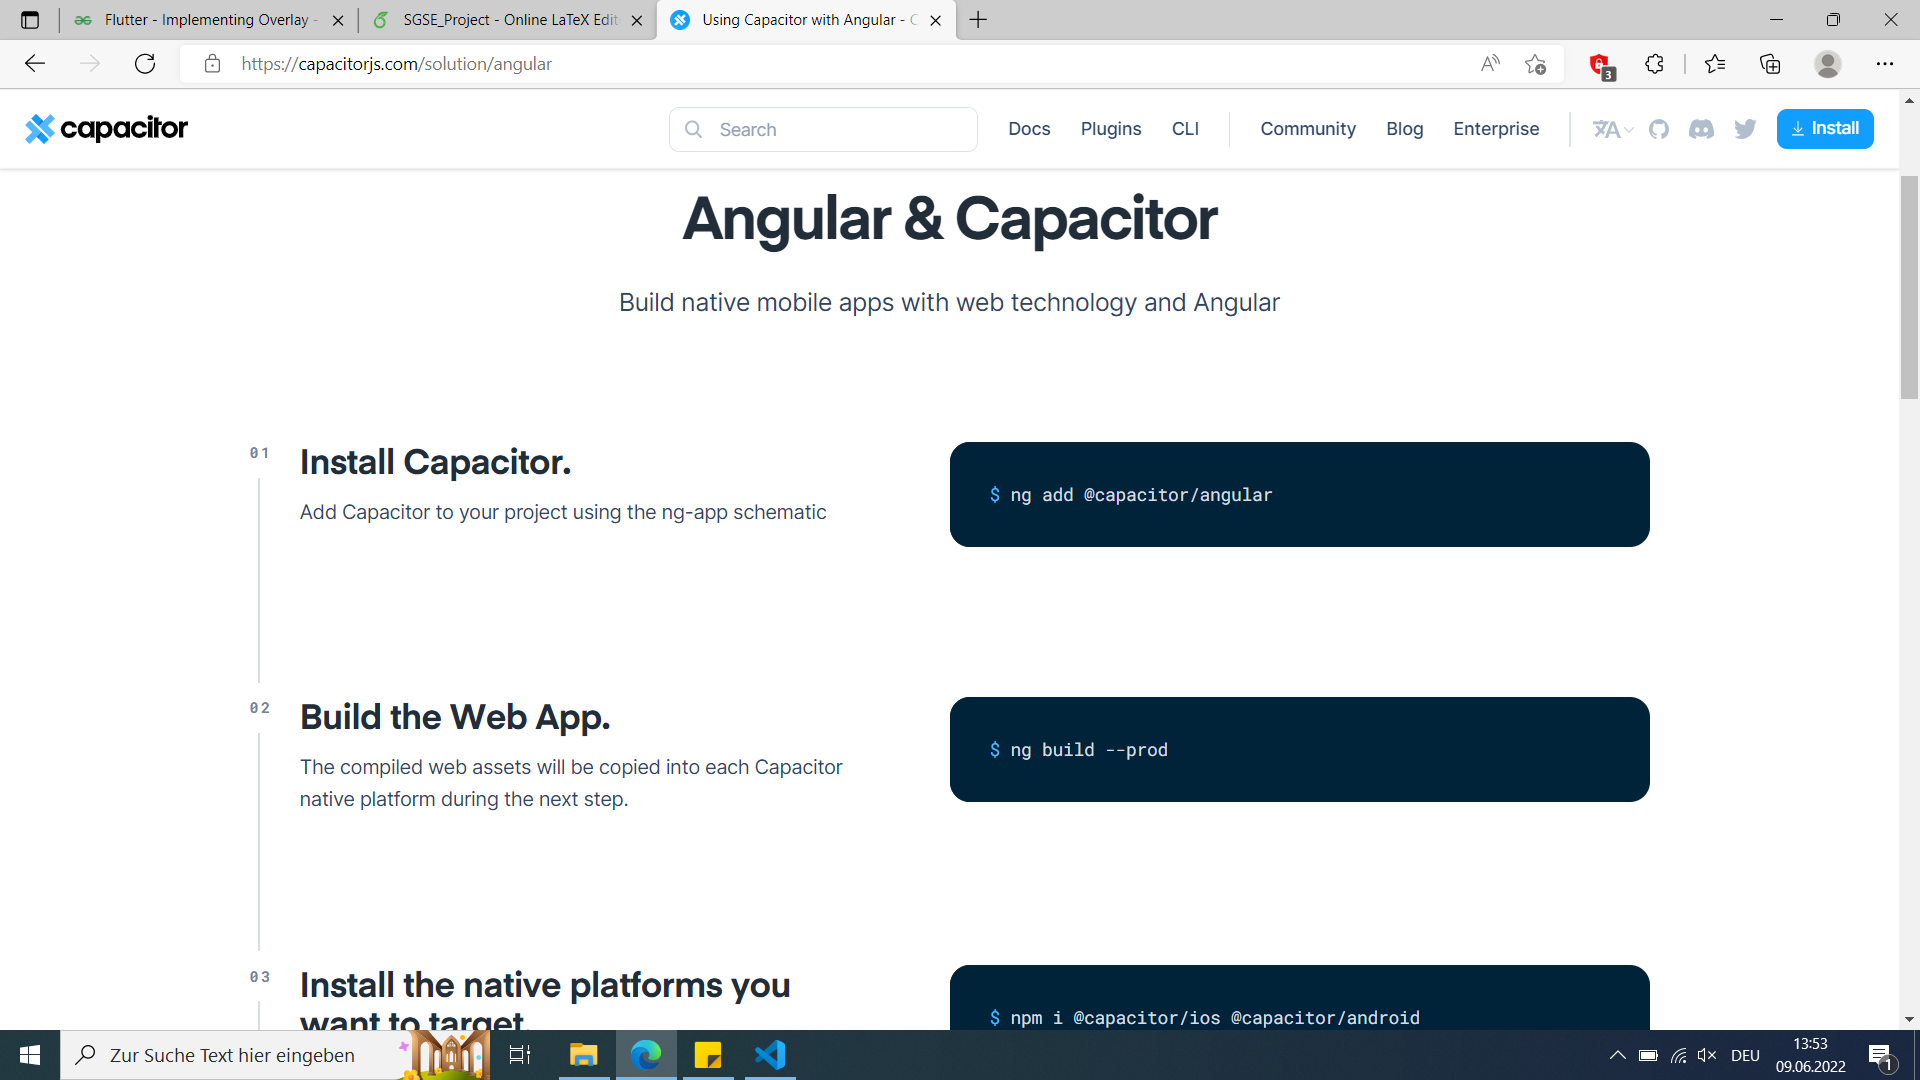 Flutter - Implementing Overlay -
SGSE_Project - Online LaTeX Edit
Using Capacitor with Angular - C
https://capacitorjs.com/solution/angular
3
capacitor
Search
Docs
Plugins
CLI
Community
Blog
Enterprise
Install
Angular & Capacitor
Build native mobile apps with web technology and Angular
01
Install Capacitor.
Add Capacitor to your project using the ng-app schematic
$ ng add @capacitor/angular
02
Build the Web App.
The compiled web assets will be copied into each Capacitor
native platform during the next step.
$ ng build --prod
03
Install the native platforms you
want to target.
$ npm i @capacitor/ios @capacitor/android
Zur Suche Text hier eingeben
DEU
13:53
09.06.2022
1